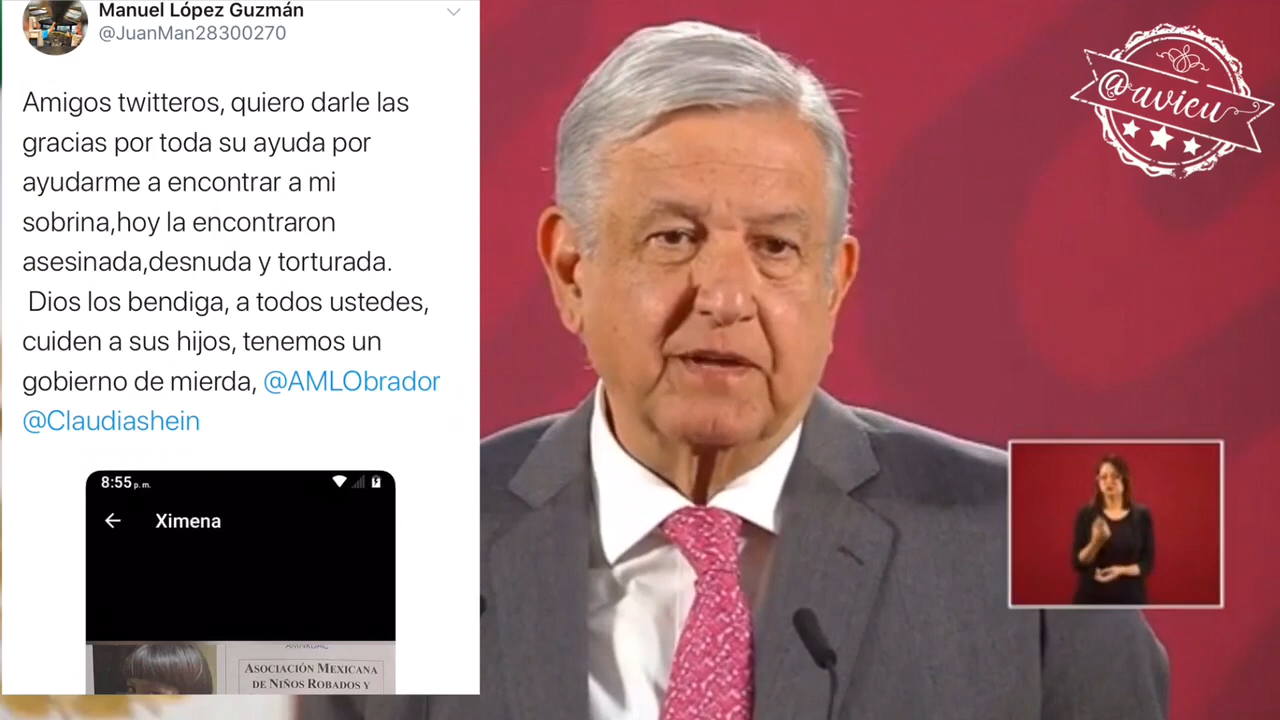 Manuel López Guzmán
@JuanMan28300270
Amigos twitteros, quiero darle las
gracias por toda su ayuda por
ayudarme a encontrar a mi
sobrina,hoy la encontraron
asesinada,desnuda y torturada.
Dios los bendiga, a todos ustedes,
cuiden a sus hijos, tenemos un
gobierno de mierda, @AMLObrador
@Claudiashein
8:55 p. m.
Ximena
ASOCIACIÓN MEXICANA
DE NIÑOS ROBADOS Y
@avieu